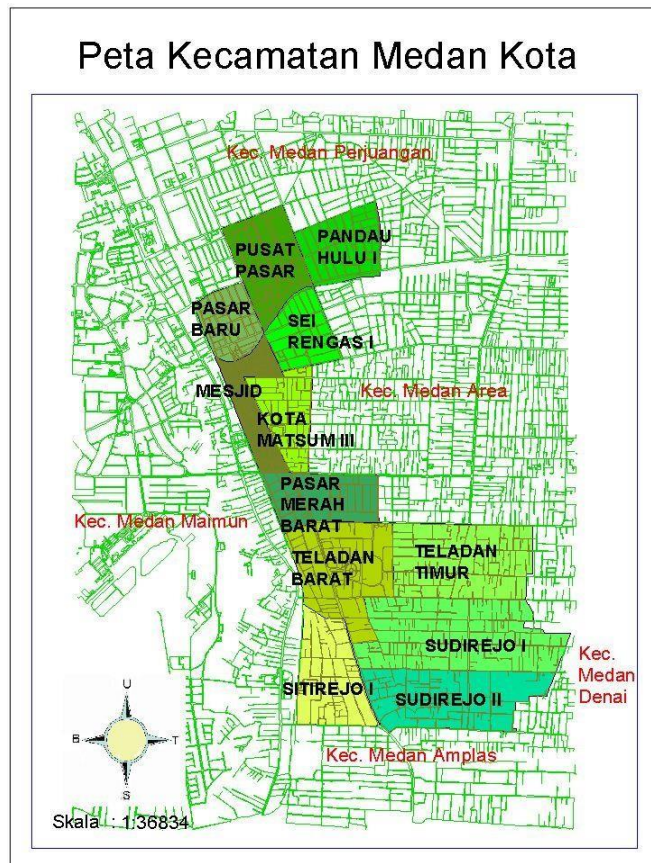 Peta Kecamatan Medan Kota
Kec. Medan Perjuangan
PUSAT
PASAR
PANDAU
HULU I
PASAR
BARU
SEI
RENGAS I
MESJID
Kec. Medan Area
KOTA
MATSUM III
PASAR
MERAH
BARAT
Kec. Medan Maimun
TELADAN
BARAT
TELADAN
TIMUR
SUDIREJO I
Kec.
Medan
Denai
SITIREJO I
SUDIREJO II
U
B
T
S
Kec. Medan Amplas
Skala : 1:36834